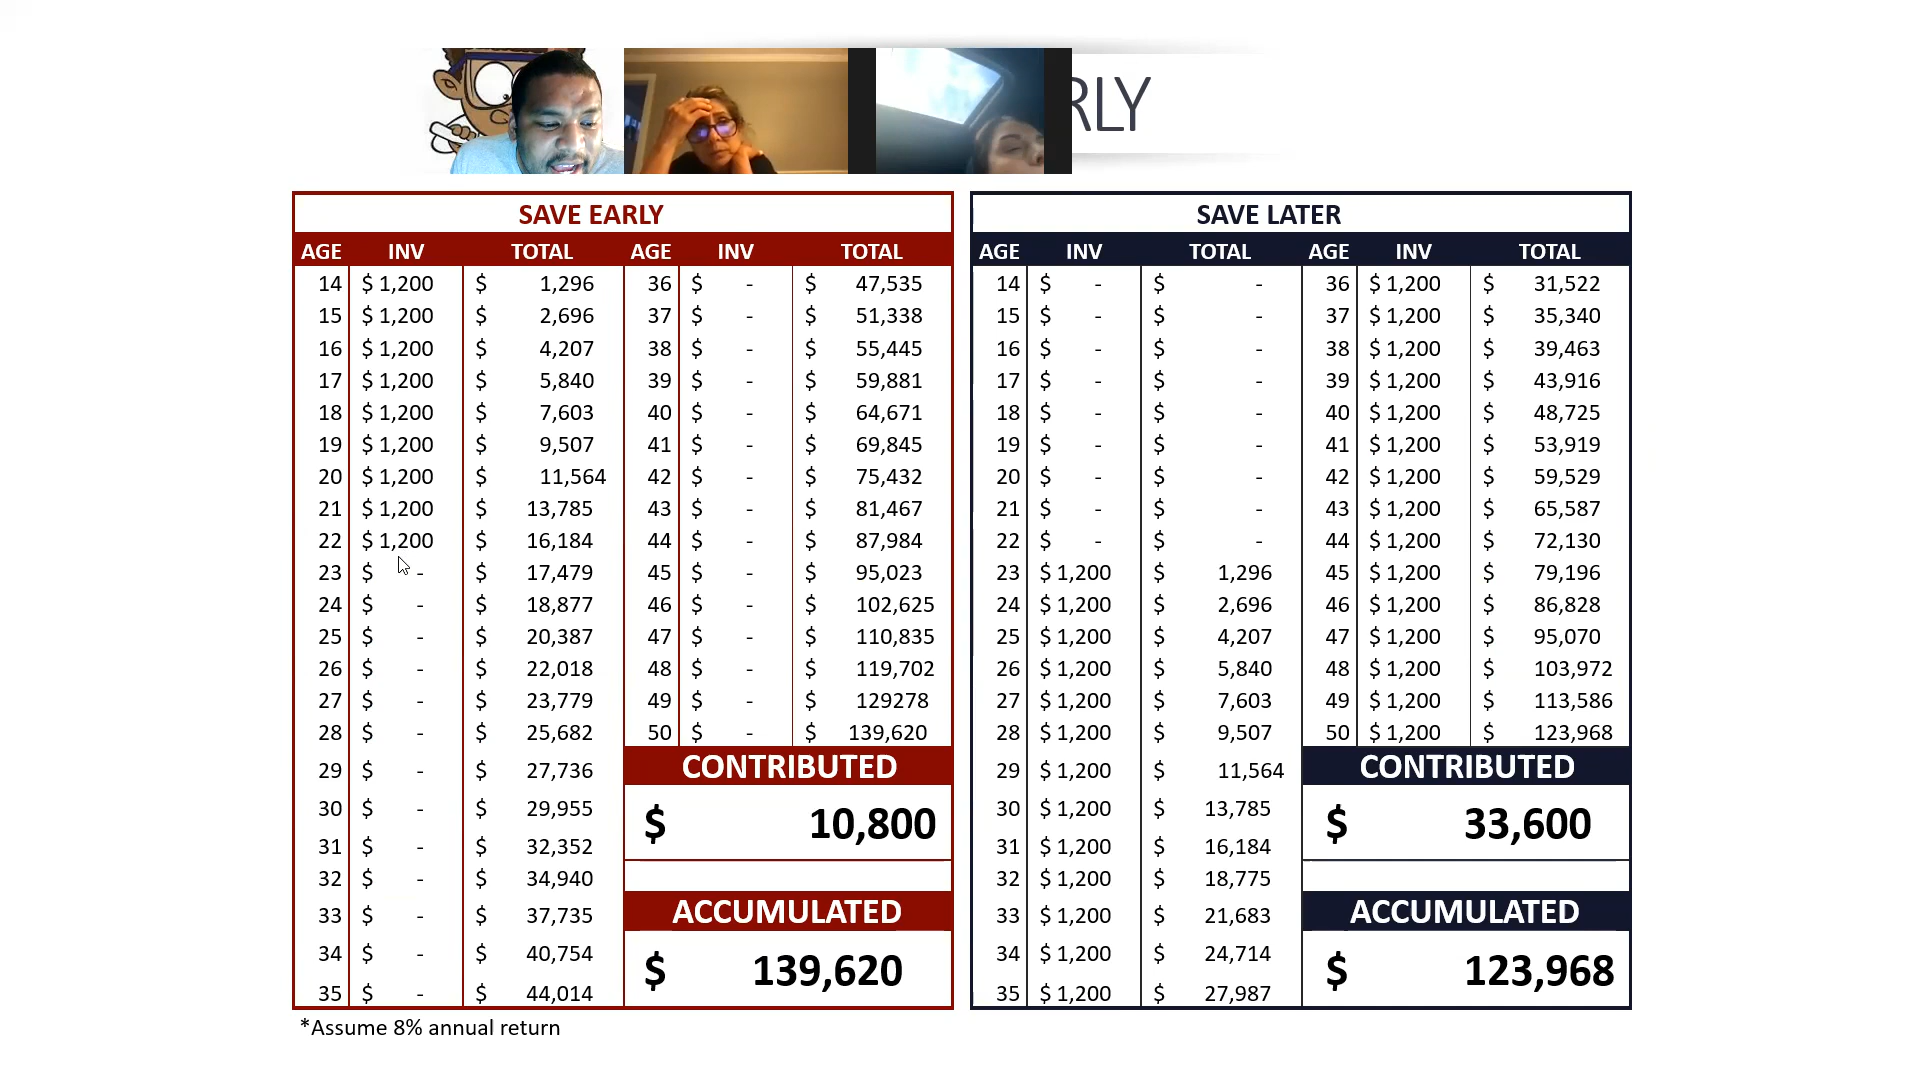 RLY
SAVE EARLY
AGE INV TOTAL AGE INV TOTAL
14 $ 1,200 $ 1,296 36 $ - $ 47,535
15 $ 1,200 $ 2,696 37 $ - $ 51,338
16 $ 1,200 $ 4,207 38 $ - $ 55,445
17 $ 1,200 $ 5,840 39 $ - $ 59,881
18 $ 1,200 $ 7,603 40 $ - $ 64,671
19 $ 1,200 $ 9,507 41 $ - $ 69,845
20 $ 1,200 $ 11,564 42 $ - $ 75,432
21 $ 1,200 $ 13,785 43 $ - $ 81,467
22 $ 1,200 $ 16,184 44 $ - $ 87,984
23 $ - $ 17,479 45 $ - $ 95,023
24 $ - $ 18,877 46 $ - $ 102,625
25 $ - $ 20,387 47 $ - $ 110,835
26 $ - $ 22,018 48 $ - $ 119,702
27 $ - $ 23,779 49 $ - $ 129278
28 $ - $ 25,682 50 $ - $ 139,620
29 $ - $ 27,736
30 $ - $ 29,955
31 $ - $ 32,352
32 $ - $ 34,940
33 $ - $ 37,735
34 $ - $ 40,754
35 $ - $ 44,014
CONTRIBUTED
$ 10,800
ACCUMULATED
$ 139,620
SAVE LATER
AGE INV TOTAL AGE INV TOTAL
14 $ - $ - 36 $ 1,200 $ 31,522
15 $ - $ - 37 $ 1,200 $ 35,340
16 $ - $ - 38 $ 1,200 $ 39,463
17 $ - $ - 39 $ 1,200 $ 43,916
18 $ - $ - 40 $ 1,200 $ 48,725
19 $ - $ - 41 $ 1,200 $ 53,919
20 $ - $ - 42 $ 1,200 $ 59,529
21 $ - $ - 43 $ 1,200 $ 65,587
22 $ - $ - 44 $ 1,200 $ 72,130
23 $ 1,200 $ 1,296 45 $ 1,200 $ 79,196
24 $ 1,200 $ 2,696 46 $ 1,200 $ 86,828
25 $ 1,200 $ 4,207 47 $ 1,200 $ 95,070
26 $ 1,200 $ 5,840 48 $ 1,200 $ 103,972
27 $ 1,200 $ 7,603 49 $ 1,200 $ 113,586
28 $ 1,200 $ 9,507 50 $ 1,200 $ 123,968
29 $ 1,200 $ 11,564
30 $ 1,200 $ 13,785
31 $ 1,200 $ 16,184
32 $ 1,200 $ 18,775
33 $ 1,200 $ 21,683
34 $ 1,200 $ 24,714
35 $ 1,200 $ 27,987
CONTRIBUTED
$ 33,600
ACCUMULATED
$ 123,968
*Assume 8% annual return